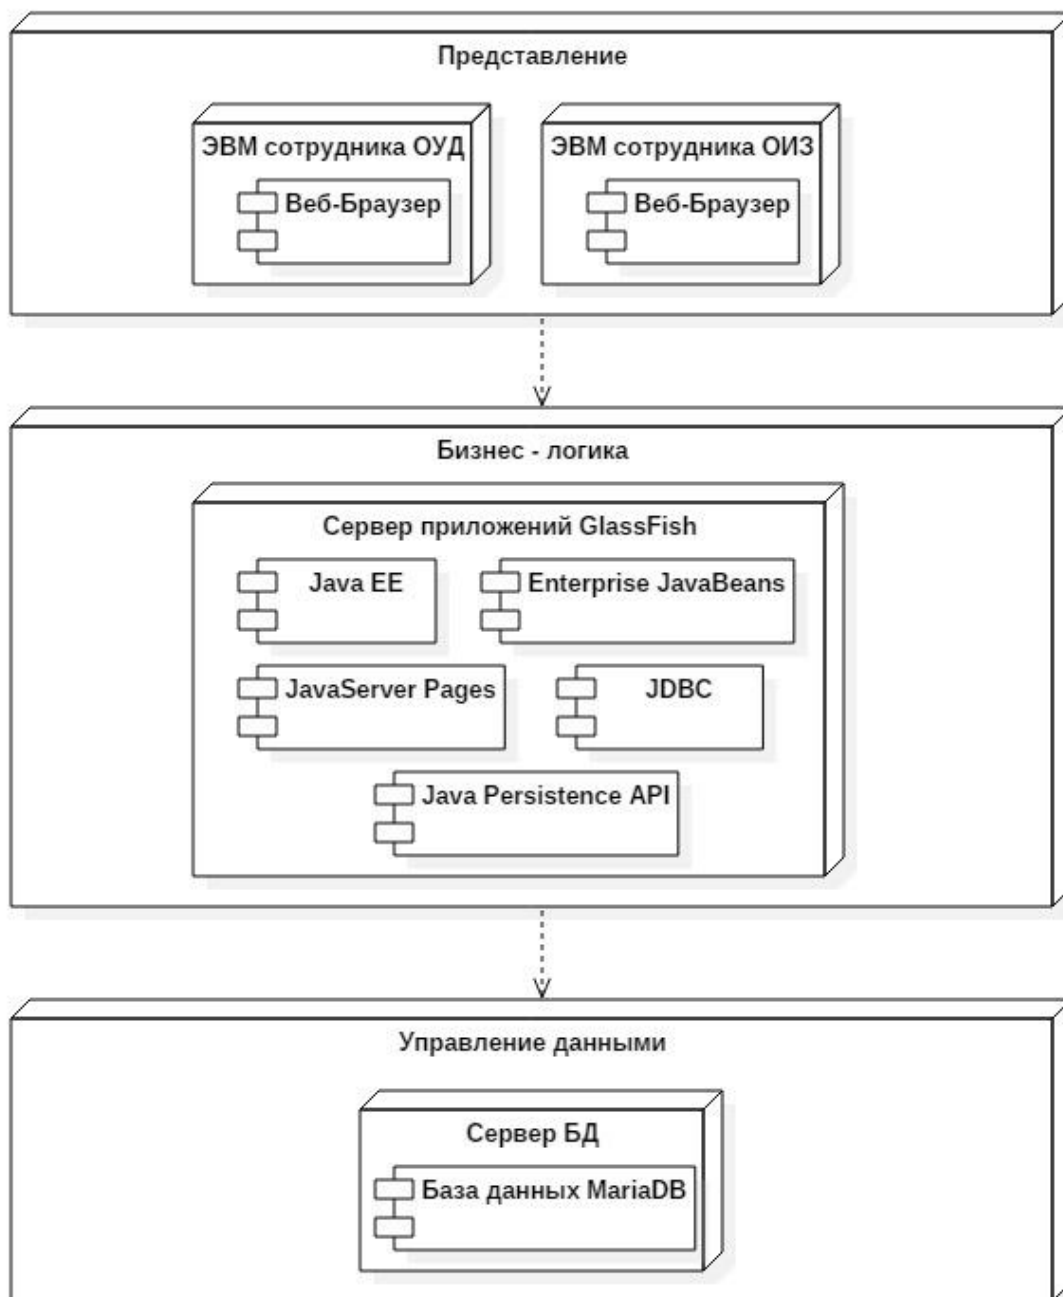 Представление
ЭВМ сотрудника ОУД
ЭВМ сотрудника ОИЗ
Веб-Браузер
Веб-Браузер
Бизнес - логика
Сервер приложений GlassFish
Java EE
Enterprise JavaBeans
JavaServer Pages
JDBC
Java Persistence API
Управление данными
Сервер БД
База данных MariaDB